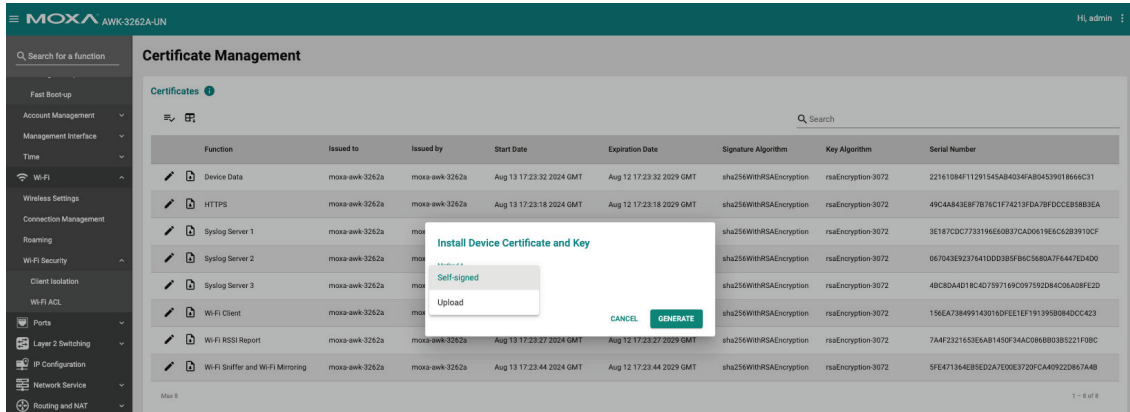 MOXA AWK-3262A-UN
Hi, admin
Search for a function
Fast Boot-up
Account Management
Management Interface
Time
Wi-Fi
Wireless Settings
Connection Management
Roaming
Wi-Fi Security
Client Isolation
Wi-Fi ACL
Ports
Layer 2 Switching
IP Configuration
Network Service
Routing and NAT
Certificate Management
Certificates
Search
Function Issued to Issued by Start Date Expiration Date Signature Algorithm Key Algorithm Serial Number
Device Data moxa-awk-3262a moxa-awk-3262a Aug 13 17:23:32 2024 GMT Aug 12 17:23:32 2029 GMT sha256WithRSAEncryption rsaEncryption-3072 22161084F11291545AB4034FAB04539018666C31
HTTPS moxa-awk-3262a moxa-awk-3262a Aug 13 17:23:18 2024 GMT Aug 12 17:23:18 2029 GMT sha256WithRSAEncryption rsaEncryption-3072 49C4A843E8F7B76C1F74213FDA7BFDCCEB58B3EA
Syslog Server 1 moxa-awk-3262a sha256WithRSAEncryption rsaEncryption-3072 3E187CDC7733196E60B37CAD0619E6C62B3910CF
Syslog Server 2 moxa-awk-3262a sha256WithRSAEncryption rsaEncryption-3072 067043E9237641DDD3B5FB6C5680A7F6447ED4D0
Syslog Server 3 moxa-awk-3262a sha256WithRSAEncryption rsaEncryption-3072 4BC8DA4D18C4D7597169C097592D84C06A08FE2D
Wi-Fi Client moxa-awk-3262a sha256WithRSAEncryption rsaEncryption-3072 156EA738499143016DFEE1EF191395B084DCC423
Wi-Fi RSSI Report moxa-awk-3262a moxa-awk-3262a Aug 13 17:23:27 2024 GMT Aug 12 17:23:27 2029 GMT sha256WithRSAEncryption rsaEncryption-3072 7A4F2321653E6AB1450F34AC086BB03B5221F0BC
Wi-Fi Sniffer and Wi-Fi Mirroring moxa-awk-3262a moxa-awk-3262a Aug 13 17:23:44 2024 GMT Aug 12 17:23:44 2029 GMT sha256WithRSAEncryption rsaEncryption-3072 5FE471364EB5ED2A7E00E3720FCA40922D867A4B
Max 8
1 – 8 of 8
Install Device Certificate and Key
Self-signed
Upload
CANCEL GENERATE